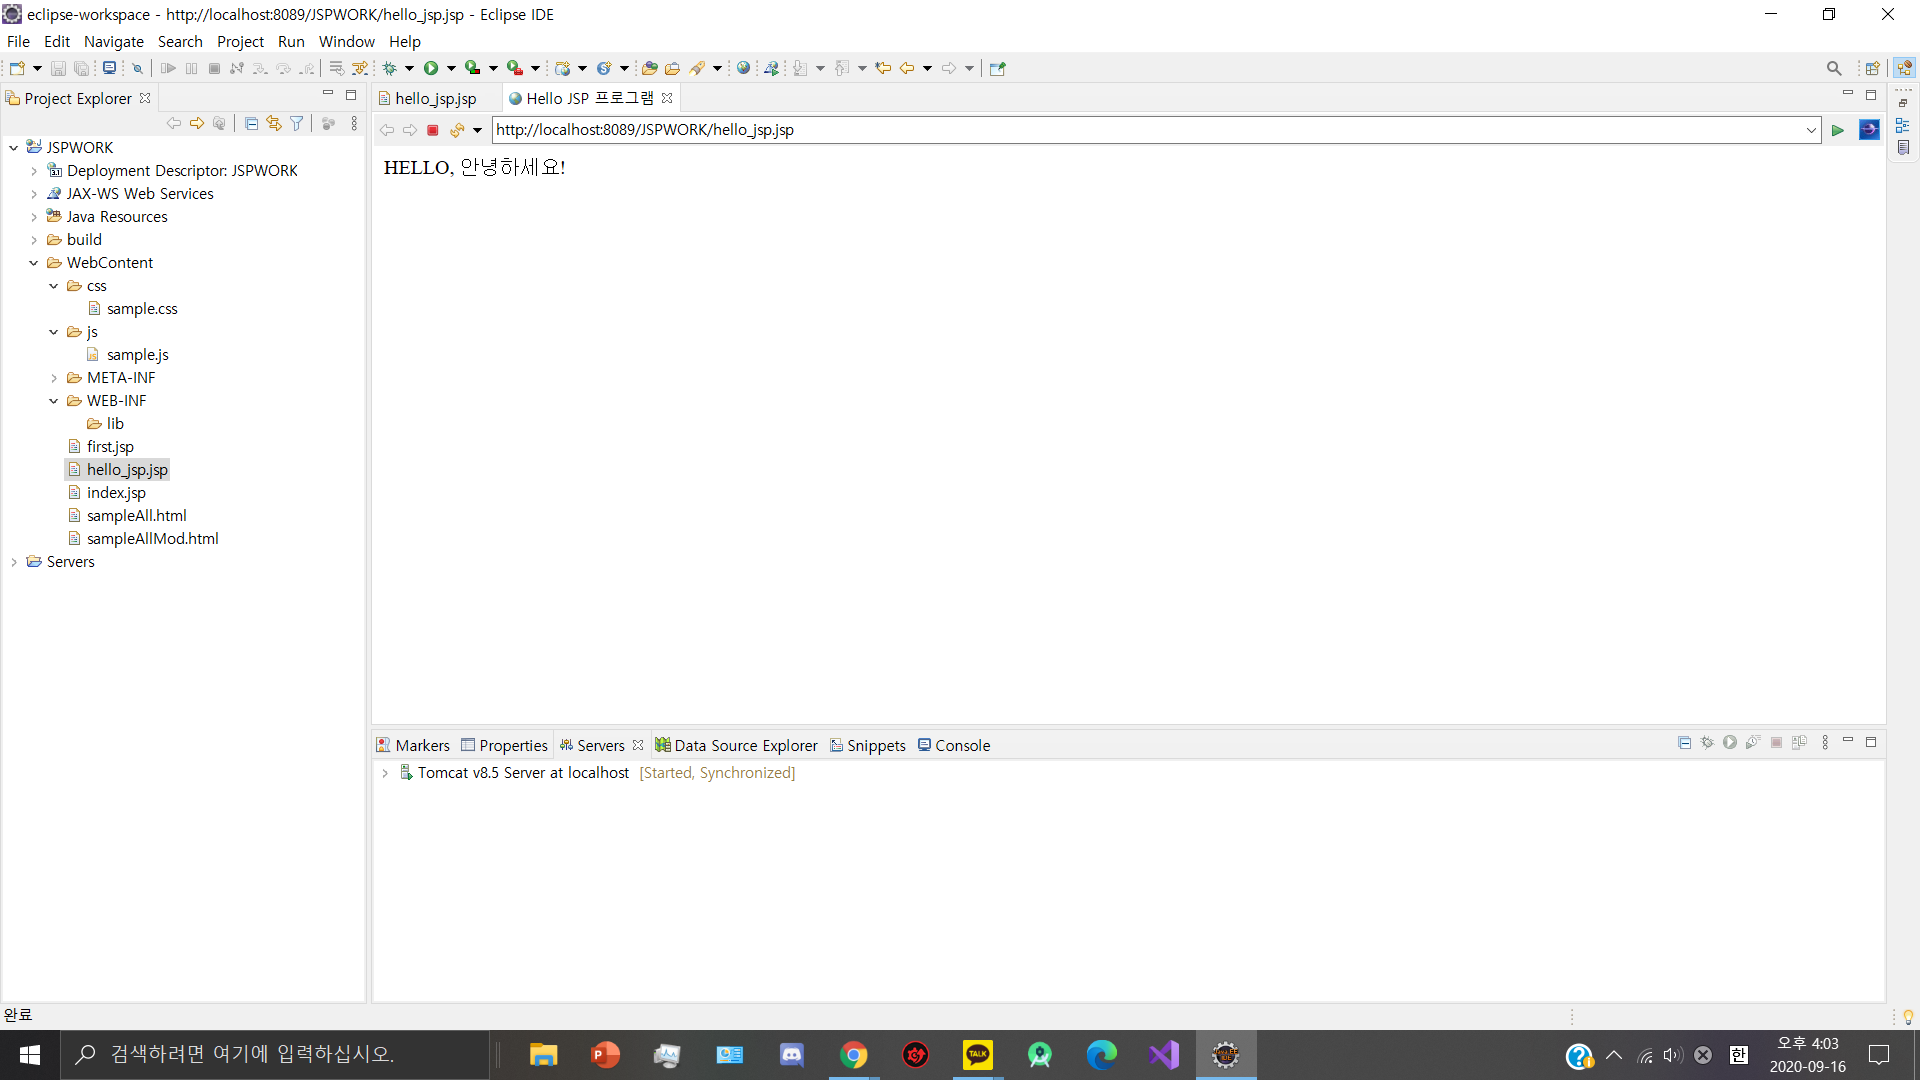 eclipse-workspace - http://localhost:8089/JSPWORK/hello_jsp.jsp - Eclipse IDE
File Edit Navigate Search Project Run Window Help
Project Explorer
hello_jsp.jsp
Hello JSP 프로그램
http://localhost:8089/JSPWORK/hello_jsp.jsp
HELLO, 안녕하세요!
JSPWORK
Deployment Descriptor: JSPWORK
JAX-WS Web Services
Java Resources
build
WebContent
css
sample.css
js
sample.js
META-INF
WEB-INF
lib
first.jsp
hello_jsp.jsp
index.jsp
sampleAll.html
sampleAllMod.html
Servers
Markers Properties Servers Data Source Explorer Snippets Console
Tomcat v8.5 Server at localhost [Started, Synchronized]
완료
검색하려면 여기에 입력하십시오.
TALK
한
오후 4:03
2020-09-16